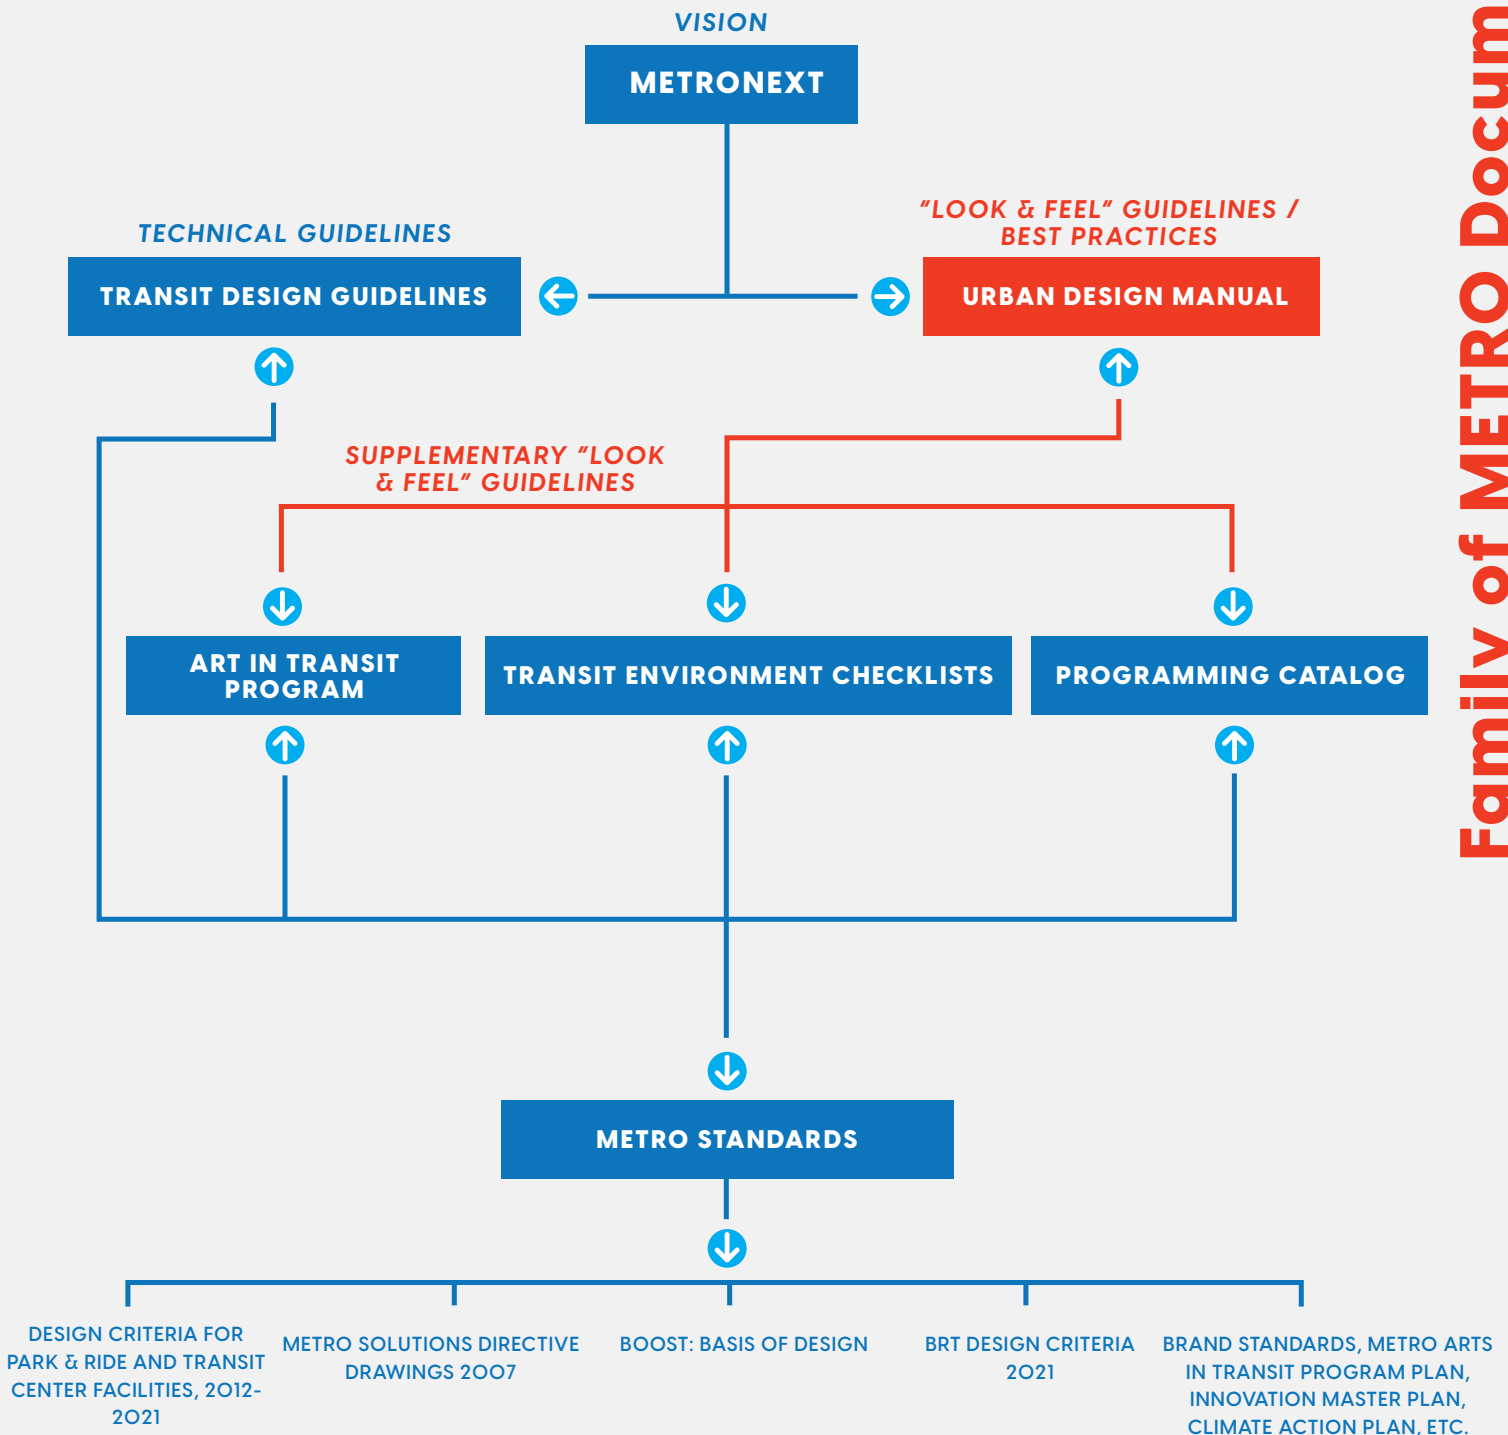 VISION
METRONEXT
"LOOK & FEEL" GUIDELINES /
BEST PRACTICES
TECHNICAL GUIDELINES
TRANSIT DESIGN GUIDELINES
URBAN DESIGN MANUAL
SUPPLEMENTARY "LOOK
& FEEL" GUIDELINES
ART IN TRANSIT
PROGRAM
TRANSIT ENVIRONMENT CHECKLISTS
PROGRAMMING CATALOG
METRO STANDARDS
DESIGN CRITERIA FOR
PARK & RIDE AND TRANSIT
CENTER FACILITIES, 2012-
2021
METRO SOLUTIONS DIRECTIVE
DRAWINGS 2007
BOOST: BASIS OF DESIGN
BRT DESIGN CRITERIA
2021
BRAND STANDARDS, METRO ARTS
IN TRANSIT PROGRAM PLAN,
INNOVATION MASTER PLAN,
CLIMATE ACTION PLAN, ETC.
Family of METRO Docum